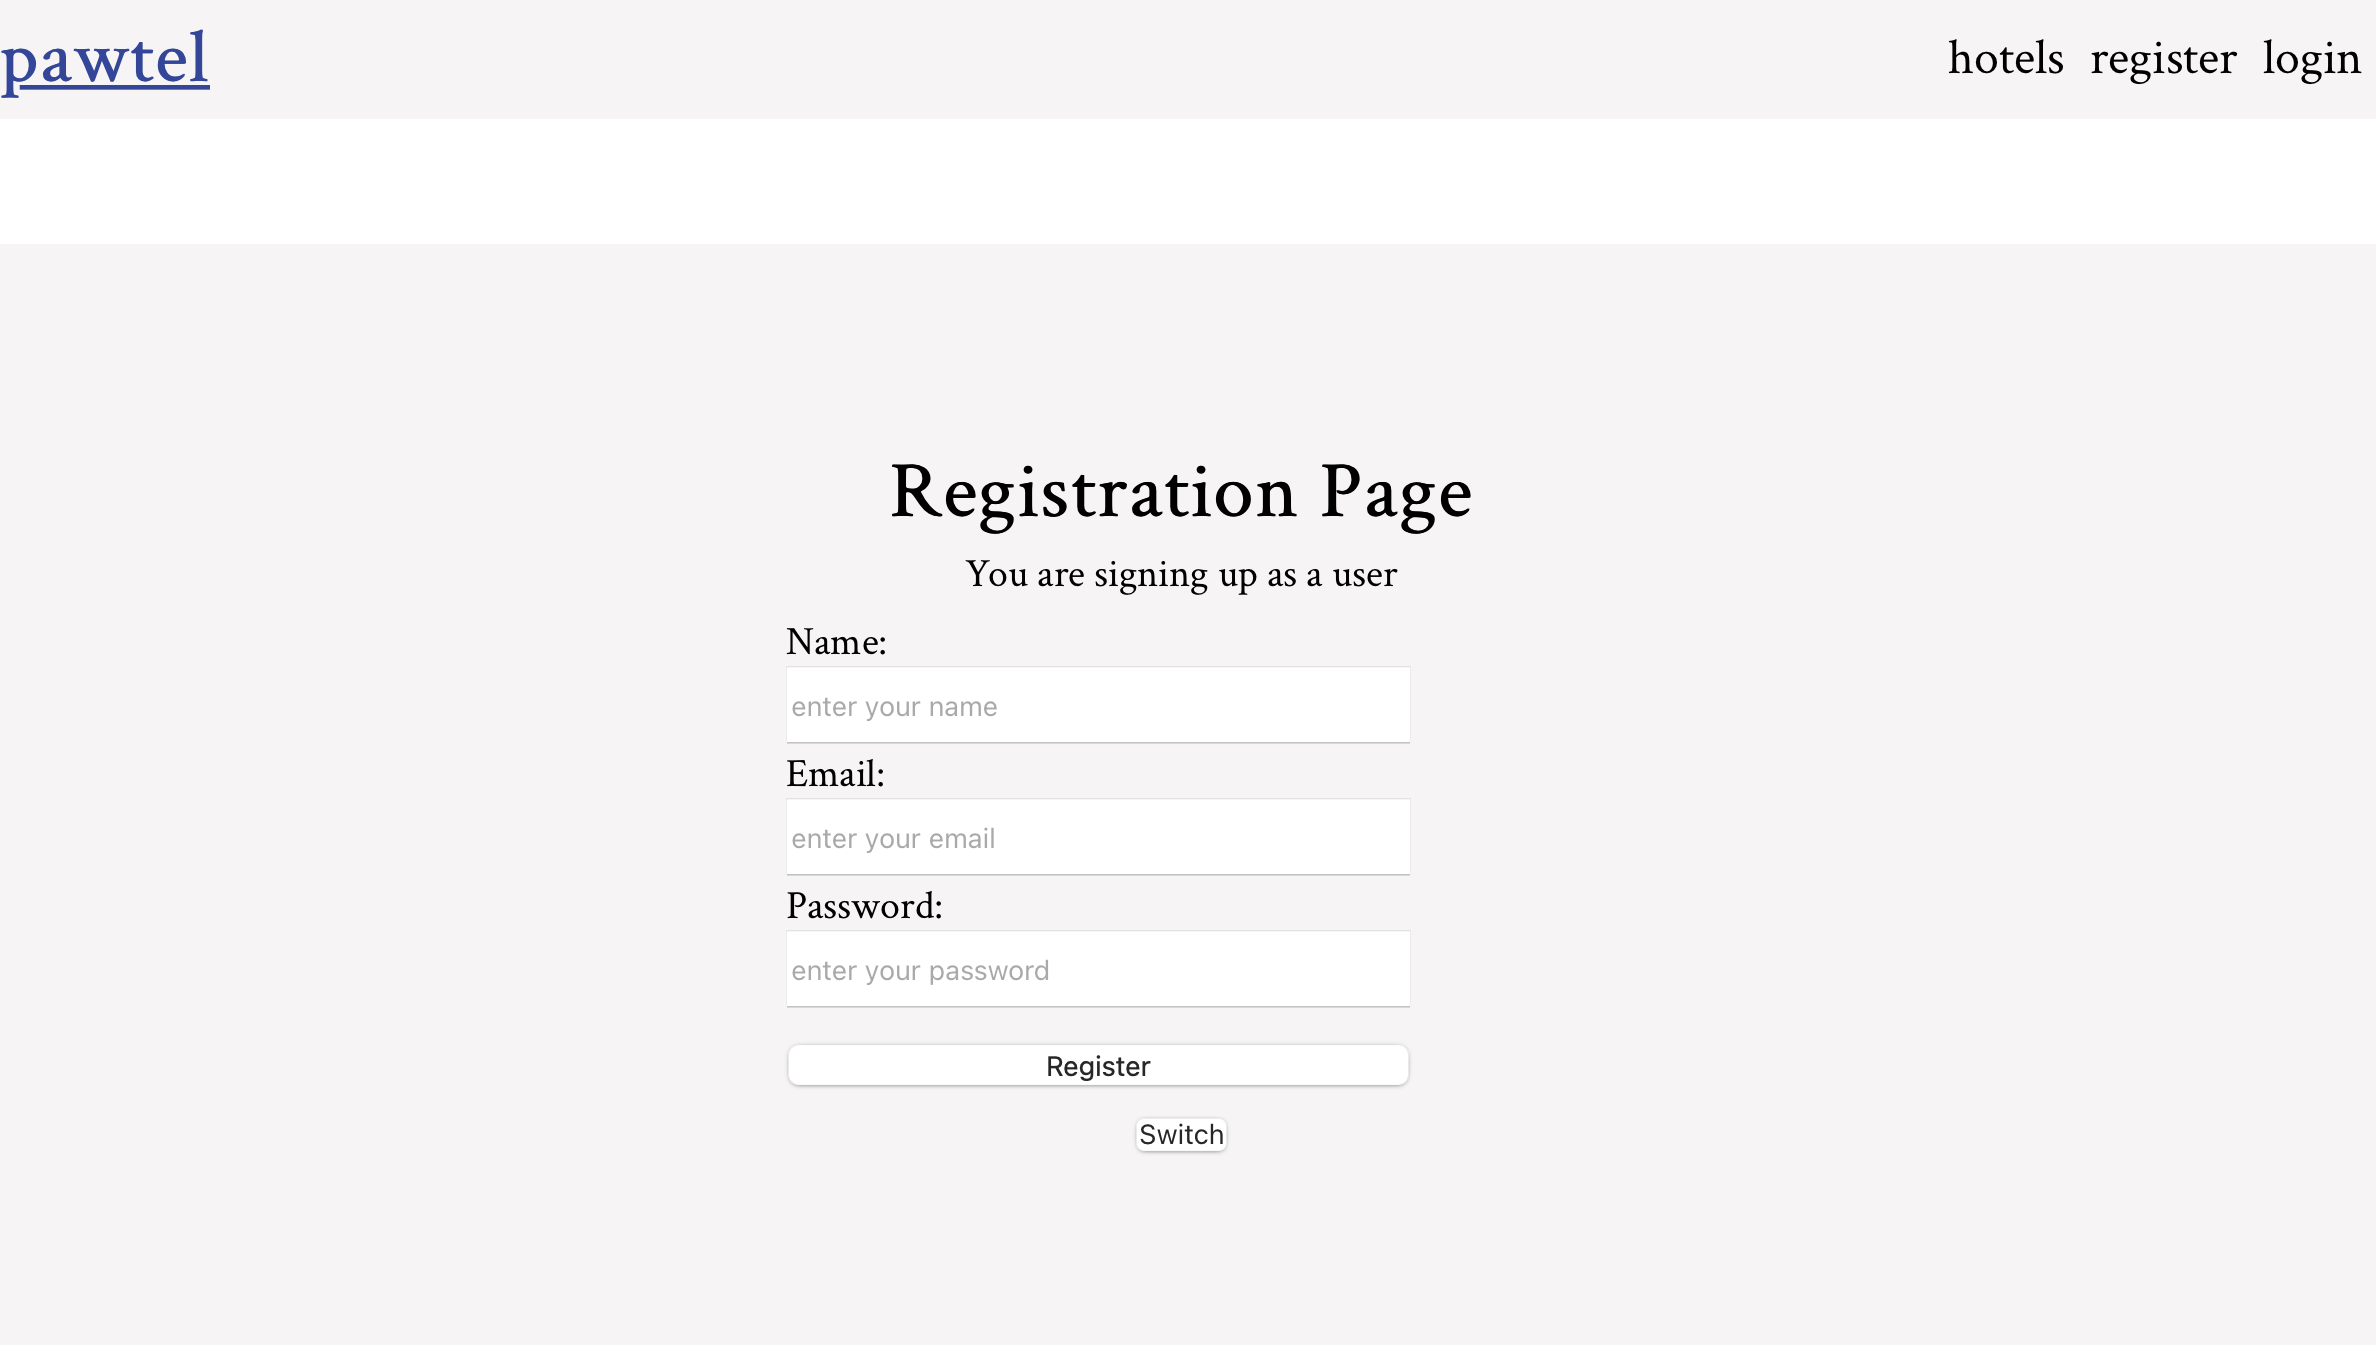 pawtel
hotels register login
Registration Page
You are signing up as a user
Name:
enter your name
Email:
enter your email
Password:
enter your password
Register
Switch